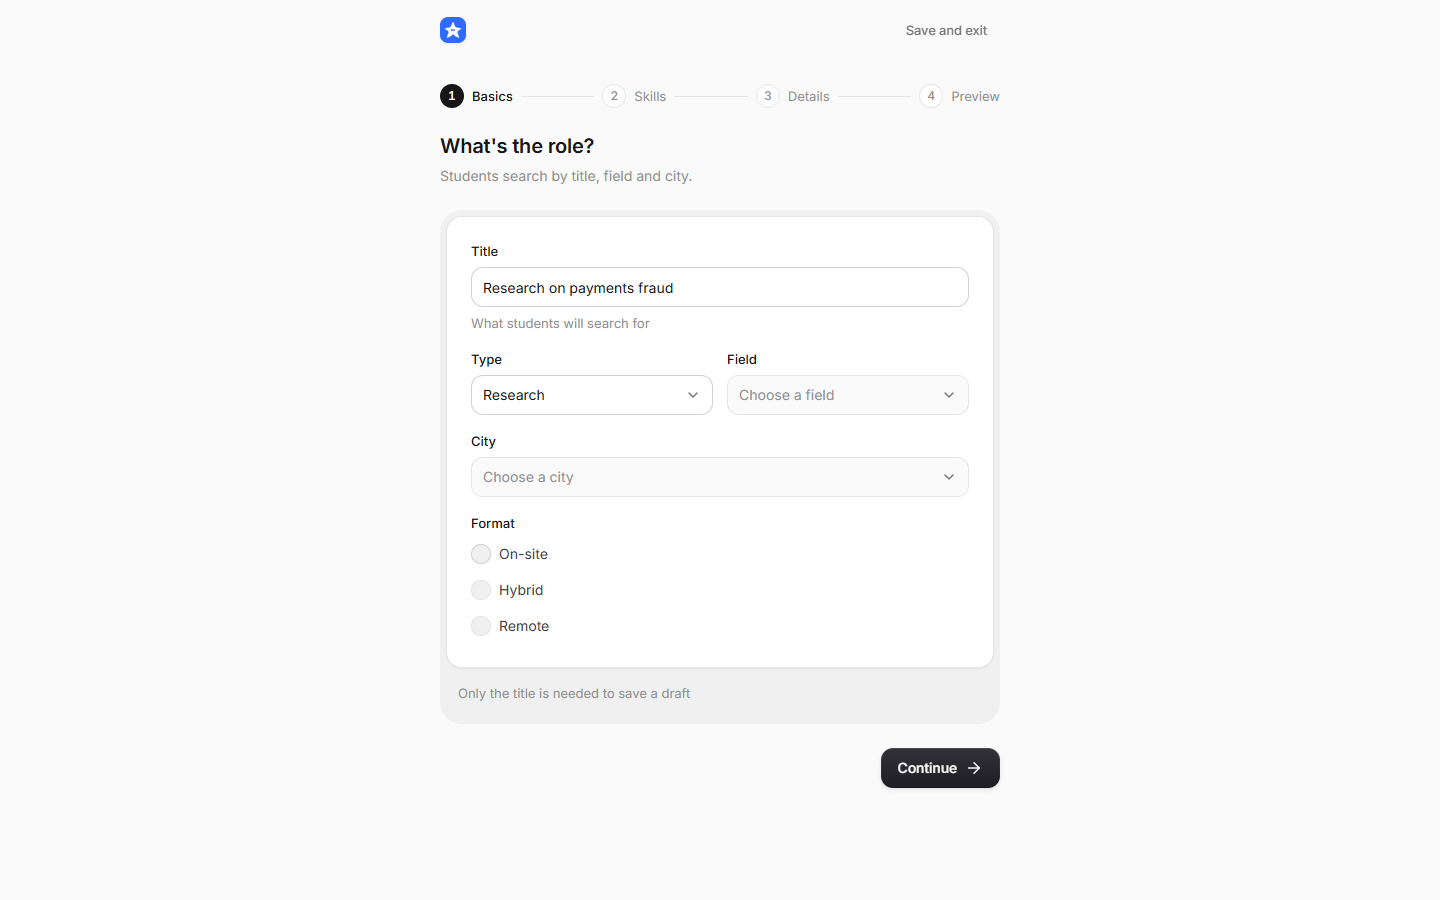 Save and exit
1 Basics 2 Skills 3 Details 4 Preview
What's the role?
Students search by title, field and city.
Title
Research on payments fraud
What students will search for
Type Field
Research Choose a field
City
Choose a city
Format
On-site
Hybrid
Remote
Only the title is needed to save a draft
Continue